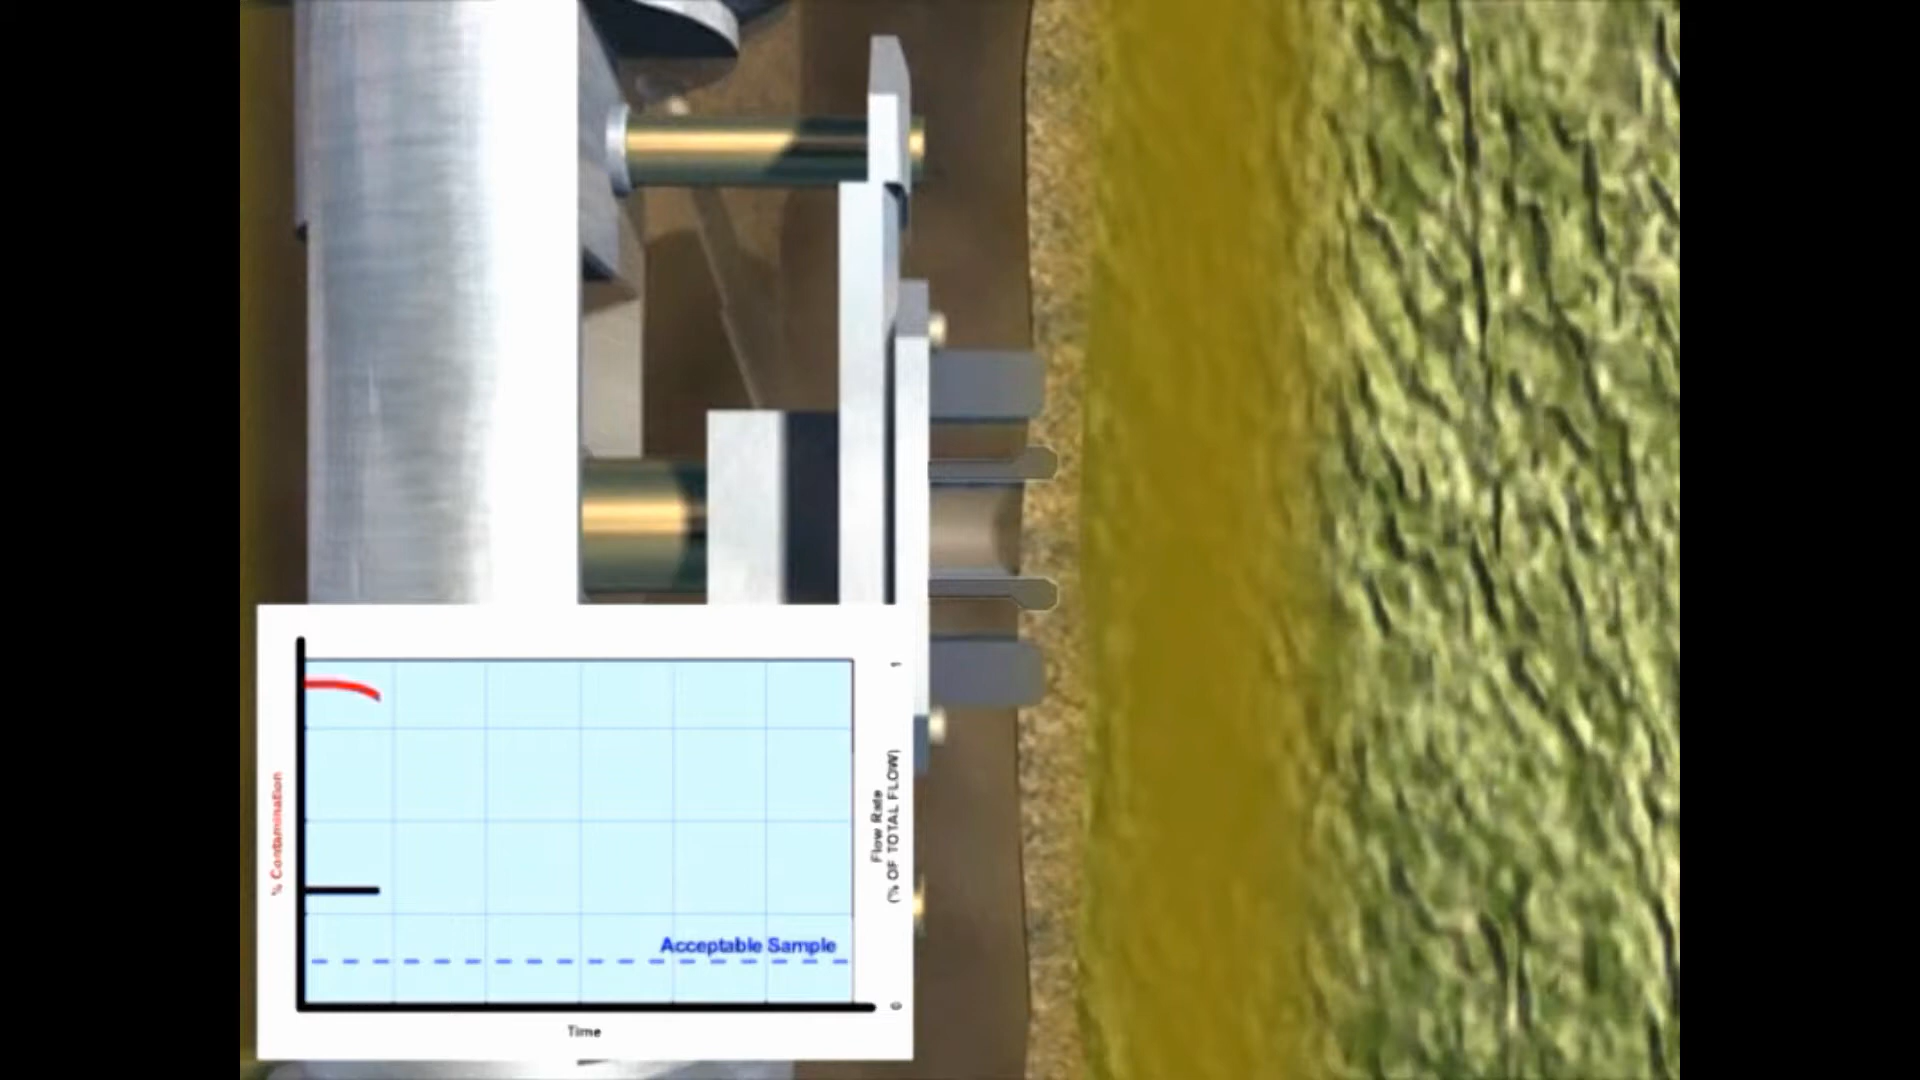 % Contamination
1
Flow Rate
(% OF TOTAL FLOW)
Acceptable Sample
0
Time